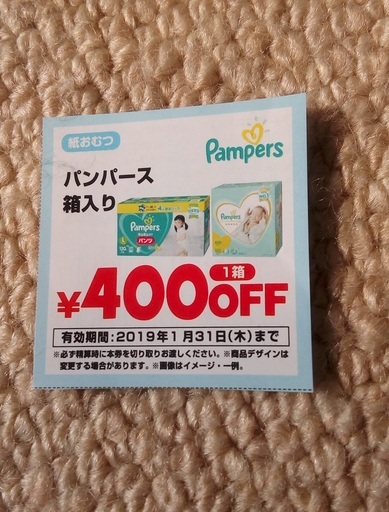 紙おむつ
Pampers
パンパース
箱入り
Pampers
パンツ
L
Pampers
1箱
¥400OFF
有効期間:2019年1月31日(木)まで
※必ず精算時に本券を切り取りお渡しください。※商品デザインは
変更する場合があります。※画像はイメージ・一例。